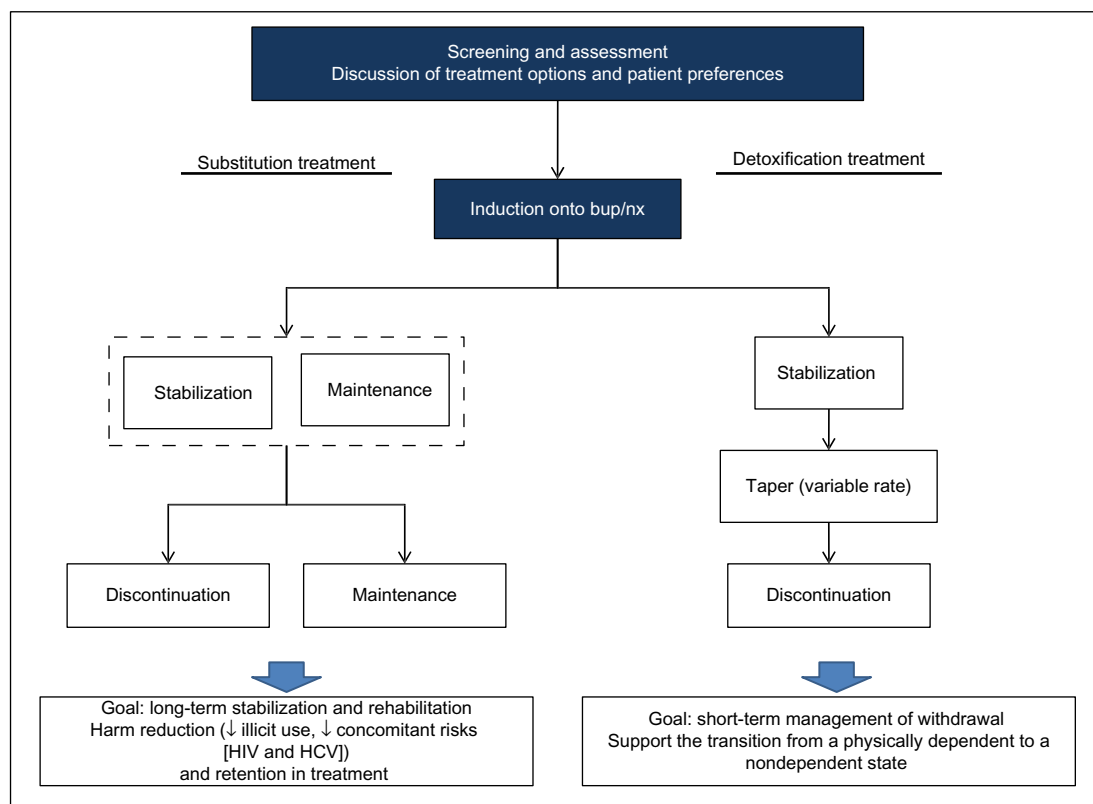 Screening and assessment
Discussion of treatment options and patient preferences
Substitution treatment
Detoxification treatment
Induction onto bup/nx
Stabilization
Maintenance
Stabilization
Taper (variable rate)
Discontinuation
Maintenance
Discontinuation
Goal: long-term stabilization and rehabilitation
Harm reduction (↓ illicit use, ↓ concomitant risks
[HIV and HCV])
and retention in treatment
Goal: short-term management of withdrawal
Support the transition from a physically dependent to a
nondependent state